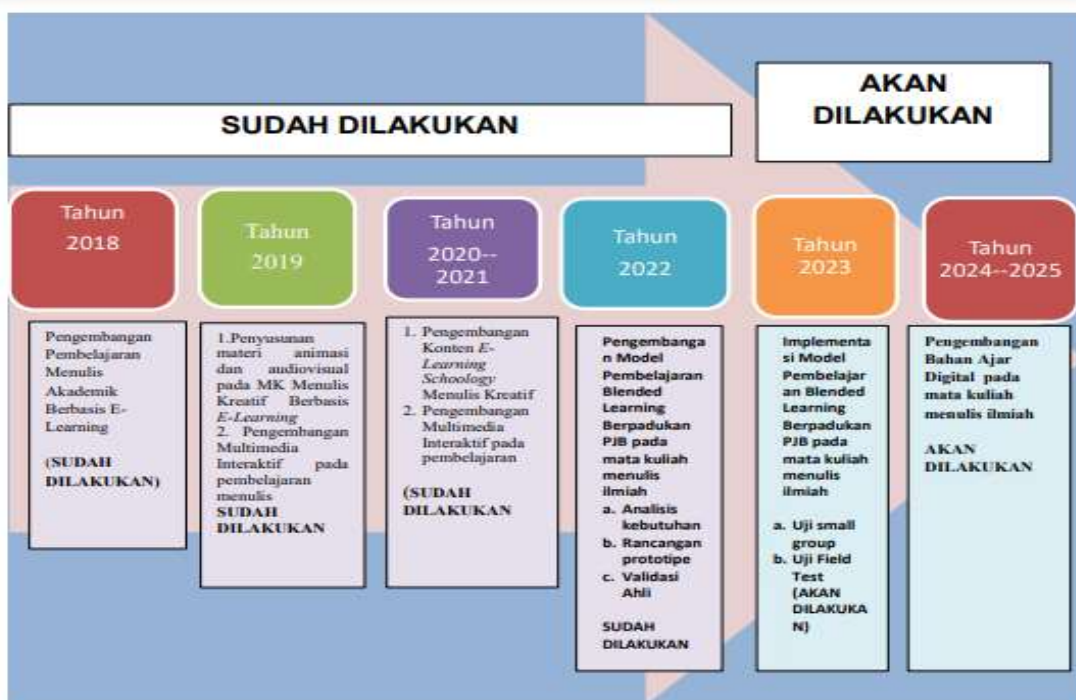 SUDAH DILAKUKAN
AKAN
DILAKUKAN
Tahun
2018
Pengembangan
Pembelajaran
Menulis
Akademik
Berbasis E-
Learning
(SUDAH
DILAKUKAN)
Tahun
2019
1.Penyusunan
materi animasi
dan audiovisual
pada MK Menulis
Kreatif Berbasis
E-Learning
2. Pengembangan
Multimedia
Interaktif pada
pembelajaran
menulis
SUDAH
DILAKUKAN
Tahun
2020--
2021
1. Pengembangan
Konten E-
Learning
Schoology
Menulis Kreatif
2. Pengembangan
Multimedia
Interaktif pada
pembelajaran
(SUDAH
DILAKUKAN
Tahun
2022
Pengembanga
n Model
Pembelajaran
Blended
Learning
Berpadukan
PJB pada
mata kuliah
menulis
ilmiah
a. Analisis
kebutuhan
b. Rancangan
prototipe
c. Validasi
Ahli
SUDAH
DILAKUKAN
Tahun
2023
Implementa
si Model
Pembelajar
an Blended
Learning
Berpadukan
PJB pada
mata kuliah
menulis
ilmiah
a. Uji small
group
b. Uji Field
Test
(AKAN
DILAKUKA
N)
Tahun
2024--2025
Pengembangan
Bahan Ajar
Digital pada
mata kuliah
menulis ilmiah
AKAN
DILAKUKAN